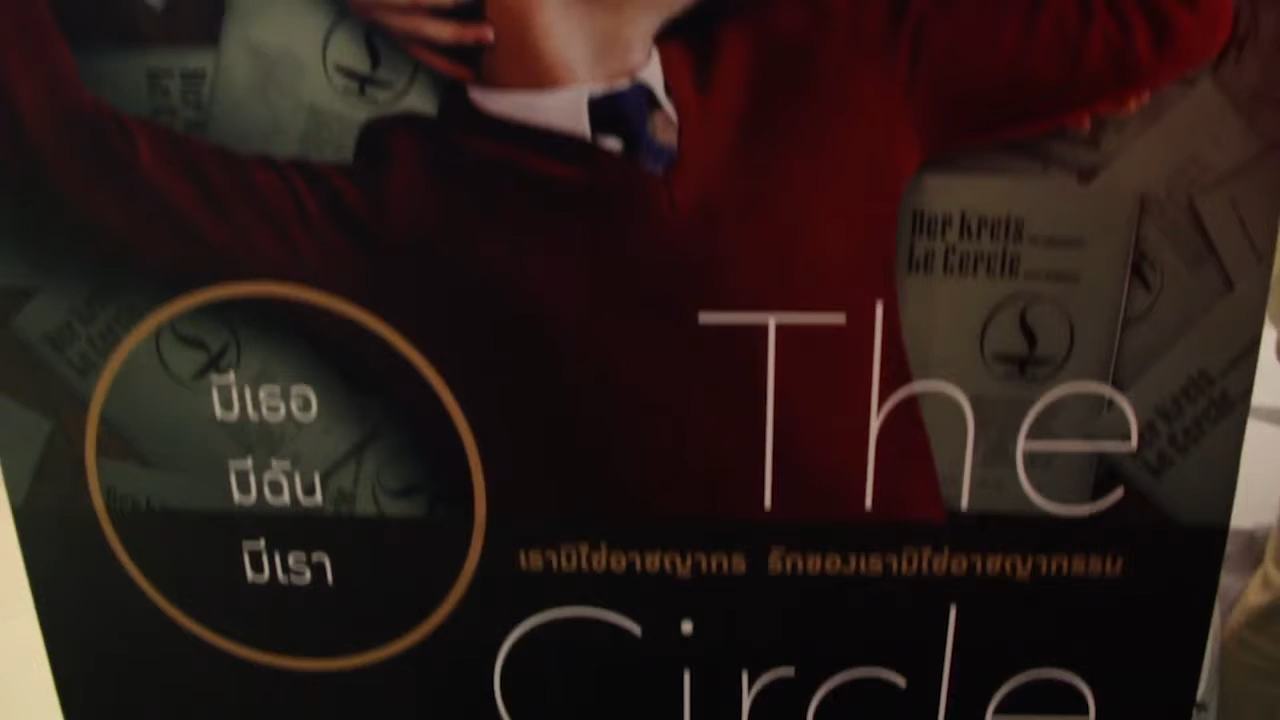 Der Kreis
Le Cercle
The
มีเธอ
มีฉัน
มีเรา
เรามิใช่อาชญากร รักของเรามิใช่อาชญากรรม
Circle